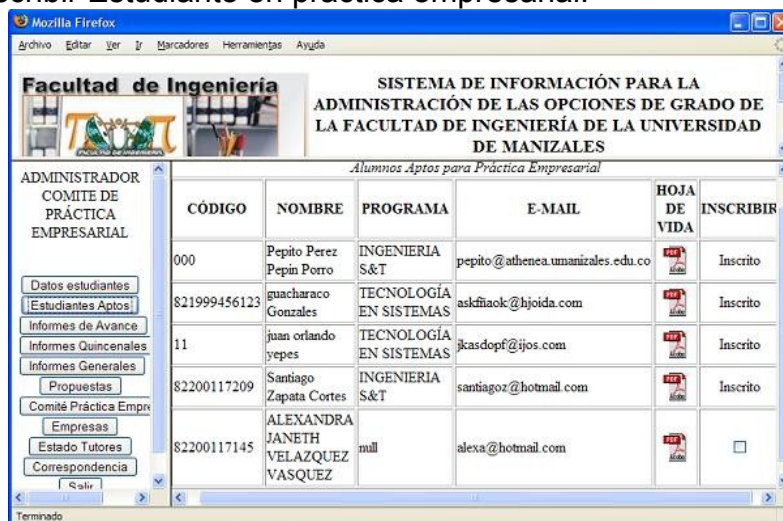 cribir Estudiante en práctica empresarial.
Mozilla Firefox
Archivo Editar Ver Ir Marcadores Herramientas Ayuda
Facultad de Ingeniería
SISTEMA DE INFORMACIÓN PARA LA
ADMINISTRACIÓN DE LAS OPCIONES DE GRADO DE
LA FACULTAD DE INGENIERÍA DE LA UNIVERSIDAD
DE MANIZALES
ADMINISTRADOR
COMITE DE
PRÁCTICA
EMPRESARIAL
Datos estudiantes
Estudiantes Aptos
Informes de Avance
Informes Quincenales
Informes Generales
Propuestas
Comité Práctica Empre
Empresas
Estado Tutores
Correspondencia
Salir
Alumnos Aptos para Práctica Empresarial
CÓDIGO NOMBRE PROGRAMA E-MAIL HOJA DE VIDA INSCRIBIR
000 Pepito Perez Pepin Porro INGENIERIA S&T pepito@athenea.umanizales.edu.co Inscrito
821999456123 guacharaco Gonzales TECNOLOGÍA EN SISTEMAS askffiaok@hjoida.com Inscrito
11 juan orlando yepes TECNOLOGÍA EN SISTEMAS jkasdopf@ijos.com Inscrito
82200117209 Santiago Zapata Cortes INGENIERIA S&T santiagoz@hotmail.com Inscrito
82200117145 ALEXANDRA JANETH VELAZQUEZ VASQUEZ null alexa@hotmail.com
Terminado